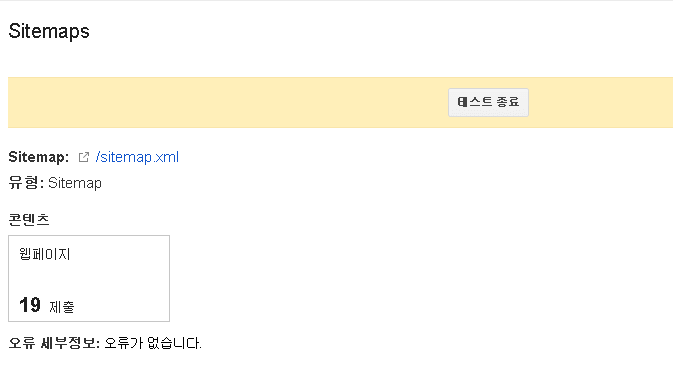 Sitemaps
테스트 종료
Sitemap: /sitemap.xml
유형: Sitemap
콘텐츠
웹페이지
19 제출
오류 세부정보: 오류가 없습니다.